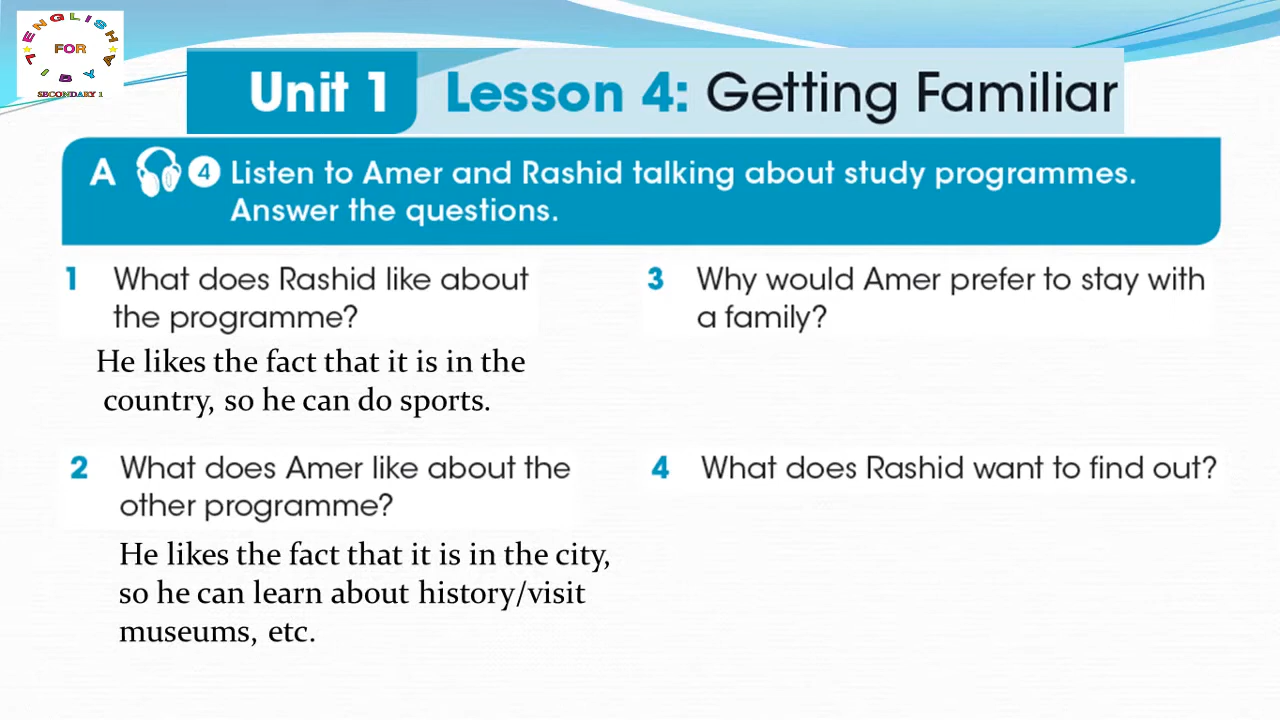 ENGLISH 4
FOR
LIBY
SECONDARY 1
Unit 1 Lesson 4: Getting Familiar
A 4 Listen to Amer and Rashid talking about study programmes.
Answer the questions.
1 What does Rashid like about
the programme?
He likes the fact that it is in the
country, so he can do sports.
2 What does Amer like about the
other programme?
He likes the fact that it is in the city,
so he can learn about history/visit
museums, etc.
3 Why would Amer prefer to stay with
a family?
4 What does Rashid want to find out?